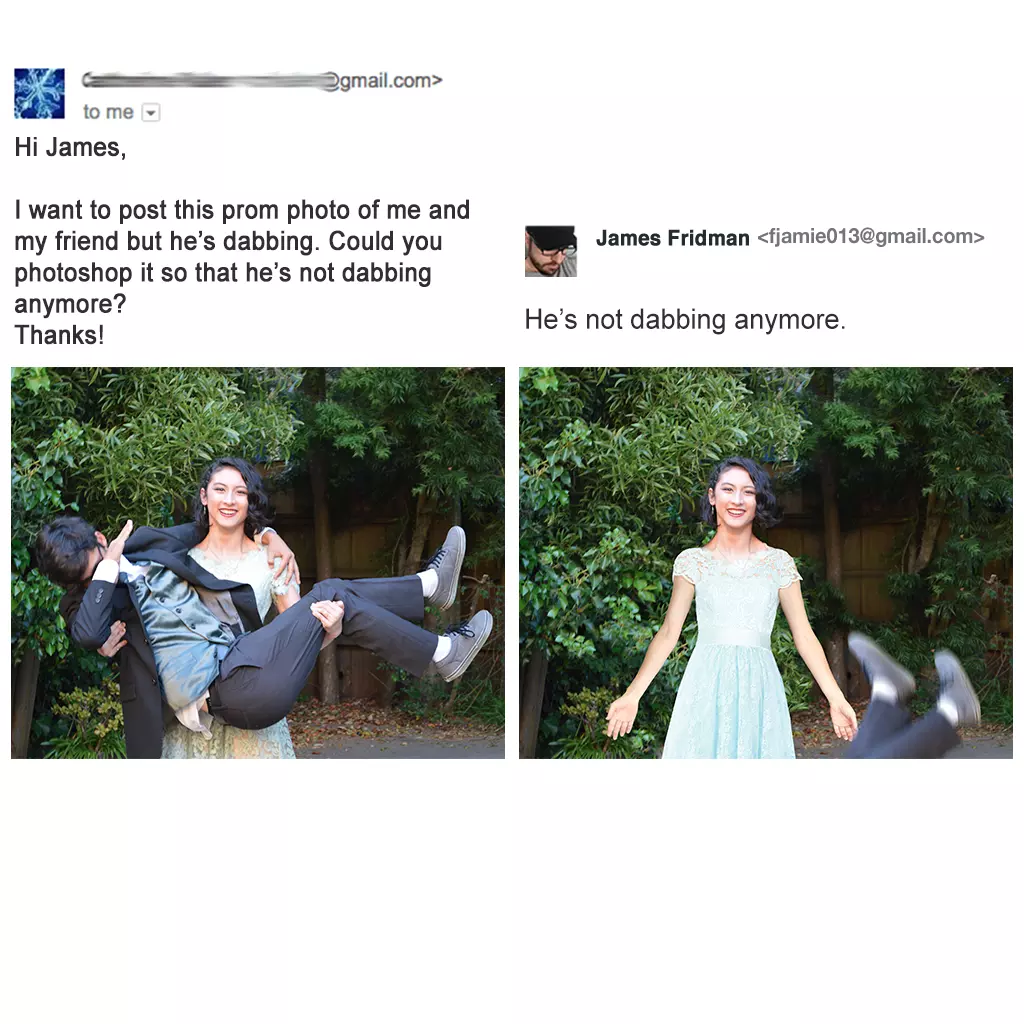 @gmail.com>
to me
Hi James,
I want to post this prom photo of me and
my friend but he's dabbing. Could you
photoshop it so that he's not dabbing
anymore?
Thanks!
James Fridman <fjamie013@gmail.com>
He's not dabbing anymore.